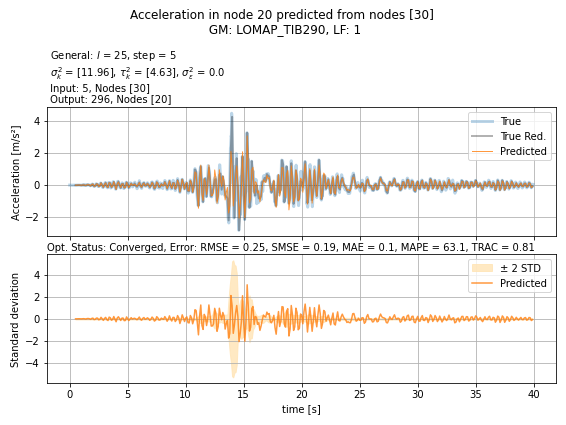 Acceleration in node 20 predicted from nodes [30]
GM: LOMAP_TIB290, LF: 1
General: l = 25, step = 5
σ²ₖ = [11.96], τ²ₖ = [4.63], σ²ε = 0.0
Input: 5, Nodes [30]
Output: 296, Nodes [20]
Acceleration [m/s²]
4
2
0
−2
True
True Red.
Predicted
Opt. Status: Converged, Error: RMSE = 0.25, SMSE = 0.19, MAE = 0.1, MAPE = 63.1, TRAC = 0.81
Standard deviation
4
2
0
−2
−4
± 2 STD
Predicted
0 5 10 15 20 25 30 35 40
time [s]